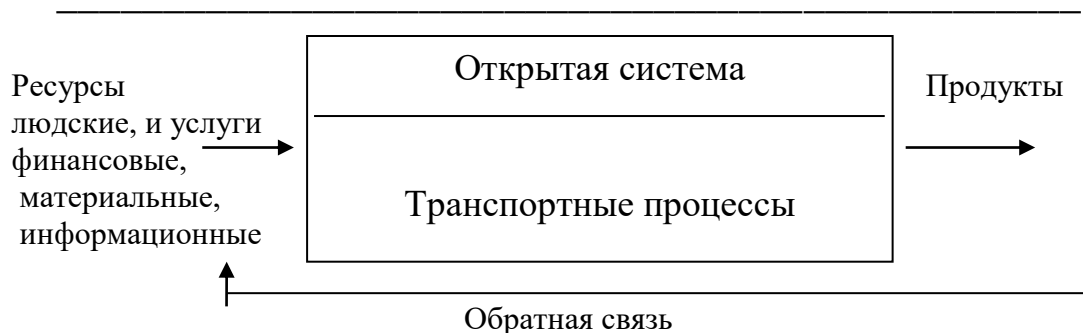 Открытая система
Ресурсы
Продукты
людские, и услуги
финансовые,
материальные,
информационные
Транспортные процессы
Обратная связь